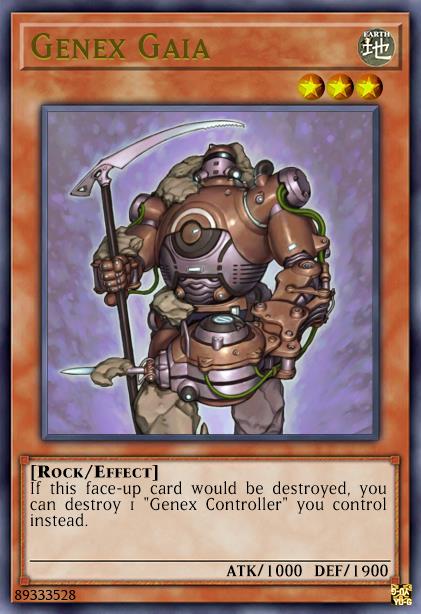 Genex Gaia
EARTH
地
[Rock/Effect]
If this face-up card would be destroyed, you
can destroy 1 "Genex Controller" you control
instead.
ATK/1000 DEF/1900
89333528